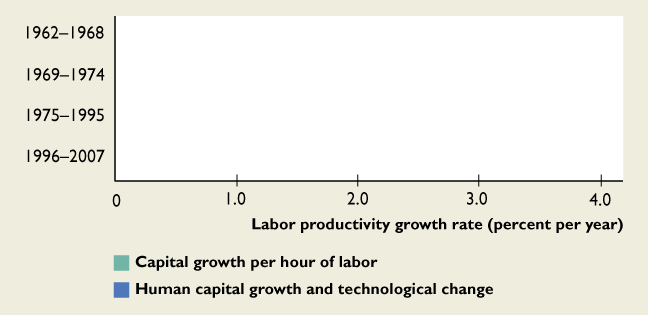 1962–1968
1969–1974
1975–1995
1996–2007
0 1.0 2.0 3.0 4.0
Labor productivity growth rate (percent per year)
Capital growth per hour of labor
Human capital growth and technological change